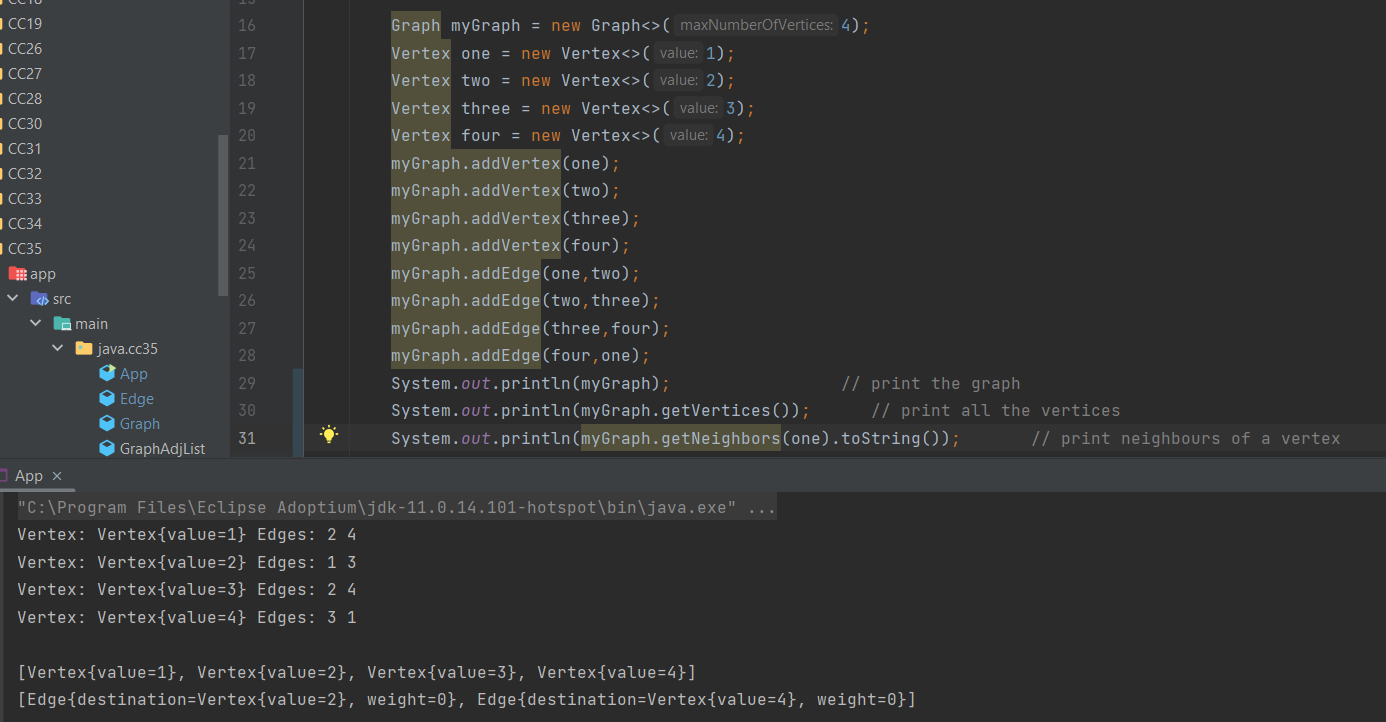 CC18
CC19
CC26
CC27
CC28
CC30
CC31
CC32
CC33
CC34
CC35
app
src
main
java.cc35
App
Edge
Graph
GraphAdjList
15
16 Graph myGraph = new Graph<>( maxNumberOfVertices: 4);
17 Vertex one = new Vertex<>( value: 1);
18 Vertex two = new Vertex<>( value: 2);
19 Vertex three = new Vertex<>( value: 3);
20 Vertex four = new Vertex<>( value: 4);
21 myGraph.addVertex(one);
22 myGraph.addVertex(two);
23 myGraph.addVertex(three);
24 myGraph.addVertex(four);
25 myGraph.addEdge(one,two);
26 myGraph.addEdge(two,three);
27 myGraph.addEdge(three,four);
28 myGraph.addEdge(four,one);
29 System.out.println(myGraph); // print the graph
30 System.out.println(myGraph.getVertices()); // print all the vertices
31 System.out.println(myGraph.getNeighbors(one).toString()); // print neighbours of a vertex
App ×
"C:\Program Files\Eclipse Adoptium\jdk-11.0.14.101-hotspot\bin\java.exe" ...
Vertex: Vertex{value=1} Edges: 2 4
Vertex: Vertex{value=2} Edges: 1 3
Vertex: Vertex{value=3} Edges: 2 4
Vertex: Vertex{value=4} Edges: 3 1
[Vertex{value=1}, Vertex{value=2}, Vertex{value=3}, Vertex{value=4}]
[Edge{destination=Vertex{value=2}, weight=0}, Edge{destination=Vertex{value=4}, weight=0}]